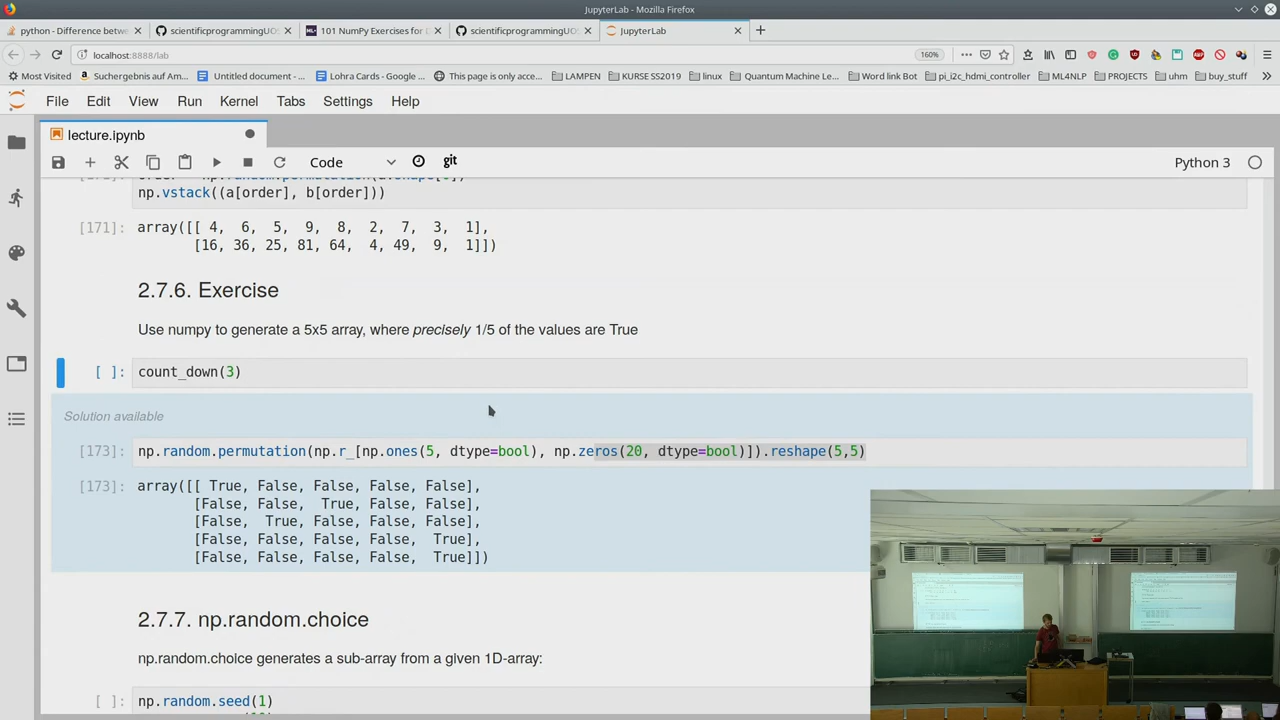 JupyterLab - Mozilla Firefox
python - Difference betwe
scientificprogrammingUOS
101 NumPy Exercises for D
scientificprogrammingUOS
JupyterLab
localhost:8888/lab
160%
Most Visited
Suchergebnis auf Am...
Untitled document - ...
Lohra Cards - Google ...
This page is only acce...
LAMPEN
KURSE SS2019
linux
Quantum Machine Le...
Word link Bot
pi_i2c_hdmi_controller
ML4NLP
PROJECTS
uhm
buy_stuff
File Edit View Run Kernel Tabs Settings Help
lecture.ipynb
Code
git
Python 3
np.vstack((a[order], b[order]))
[171]: array([[ 4, 6, 5, 9, 8, 2, 7, 3, 1],
[16, 36, 25, 81, 64, 4, 49, 9, 1]])
2.7.6. Exercise
Use numpy to generate a 5x5 array, where precisely 1/5 of the values are True
[ ]: count_down(3)
Solution available
[173]: np.random.permutation(np.r_[np.ones(5, dtype=bool), np.zeros(20, dtype=bool)]).reshape(5,5)
[173]: array([[ True, False, False, False, False],
[False, False, True, False, False],
[False, True, False, False, False],
[False, False, False, False, True],
[False, False, False, False, True]])
2.7.7. np.random.choice
np.random.choice generates a sub-array from a given 1D-array:
[ ]: np.random.seed(1)